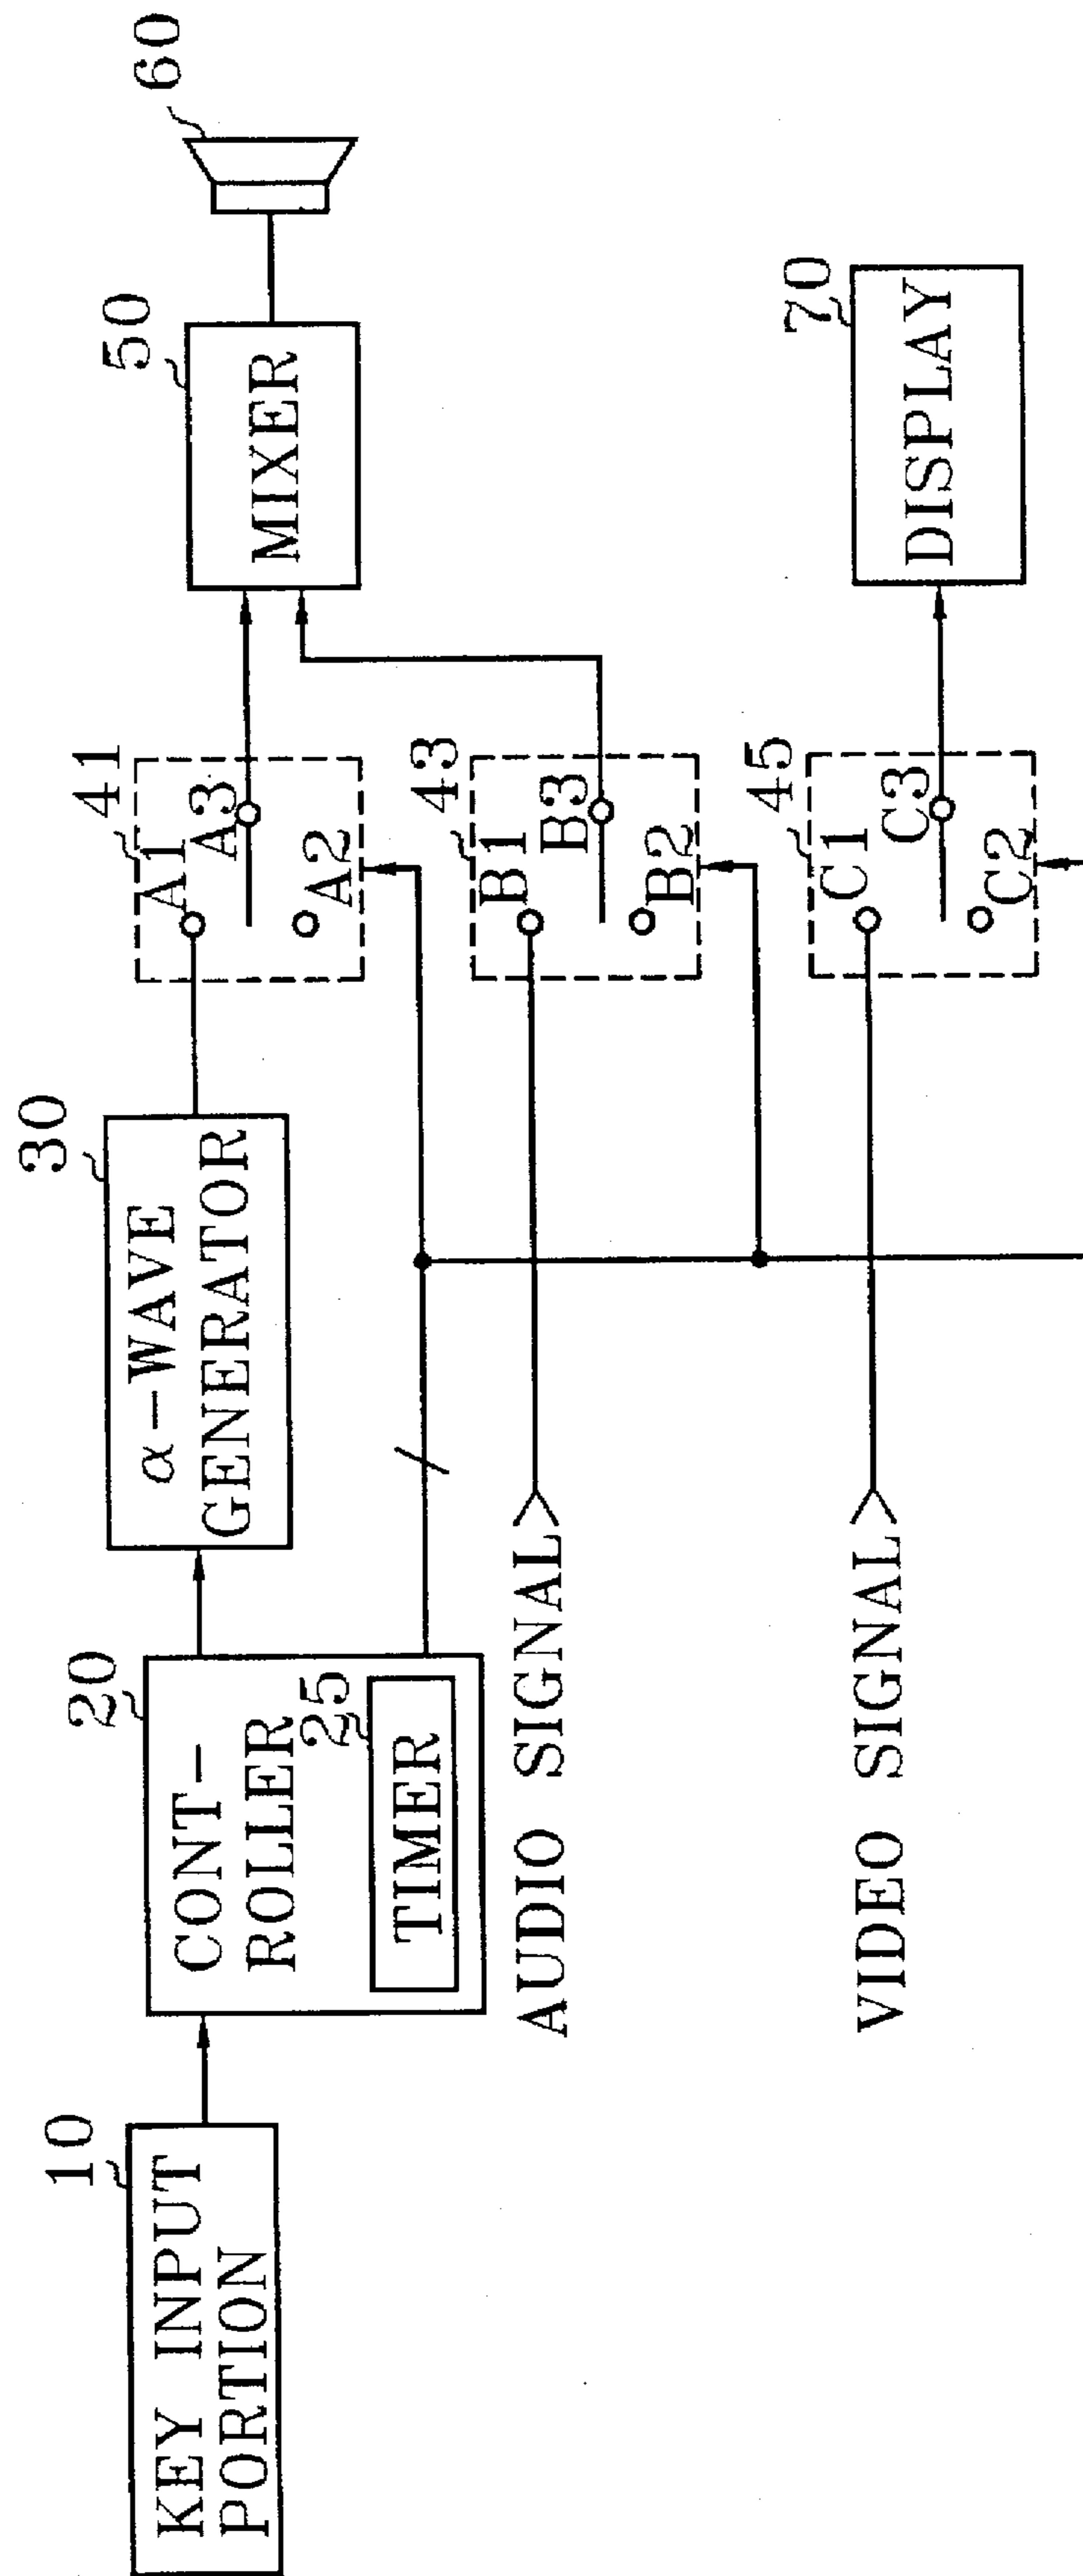 10
KEY INPUT
PORTION
20
CONT-
ROLLER
25
TIMER
30
α-WAVE
GENERATOR
41
A1
A3
A2
50
MIXER
60
AUDIO SIGNAL
43
B1
B3
B2
VIDEO SIGNAL
45
C1
C3
C2
70
DISPLAY